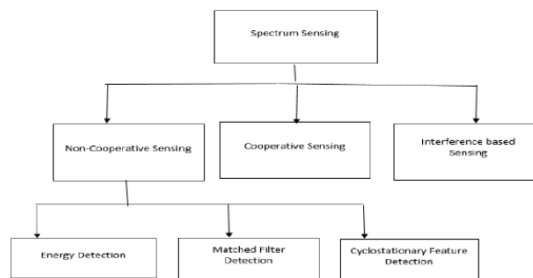 Spectrum Sensing
Non-Cooperative Sensing
Cooperative Sensing
Interference based
Sensing
Energy Detection
Matched Filter
Detection
Cyclostationary Feature
Detection